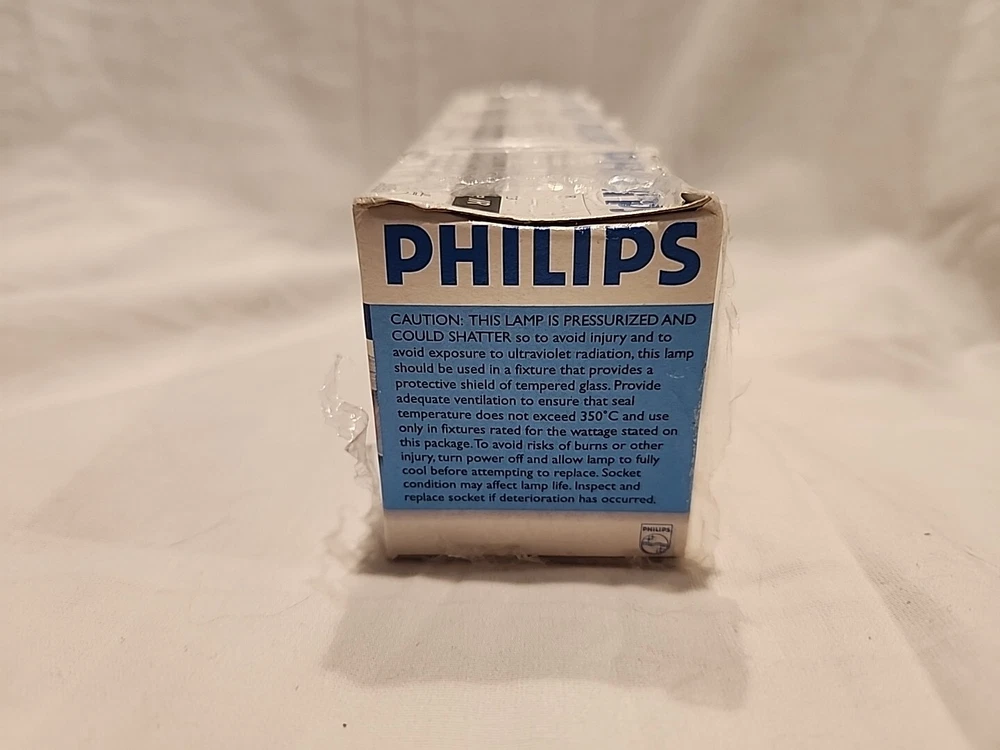 PHILIPS
CAUTION: THIS LAMP IS PRESSURIZED AND
COULD SHATTER so to avoid injury and to
avoid exposure to ultraviolet radiation, this lamp
should be used in a fixture that provides a
protective shield of tempered glass. Provide
adequate ventilation to ensure that seal
temperature does not exceed 350°C and use
only in fixtures rated for the wattage stated on
this package. To avoid risks of burns or other
injury, turn power off and allow lamp to fully
cool before attempting to replace. Socket
condition may affect lamp life. Inspect and
replace socket if deterioration has occurred.
PHILIPS